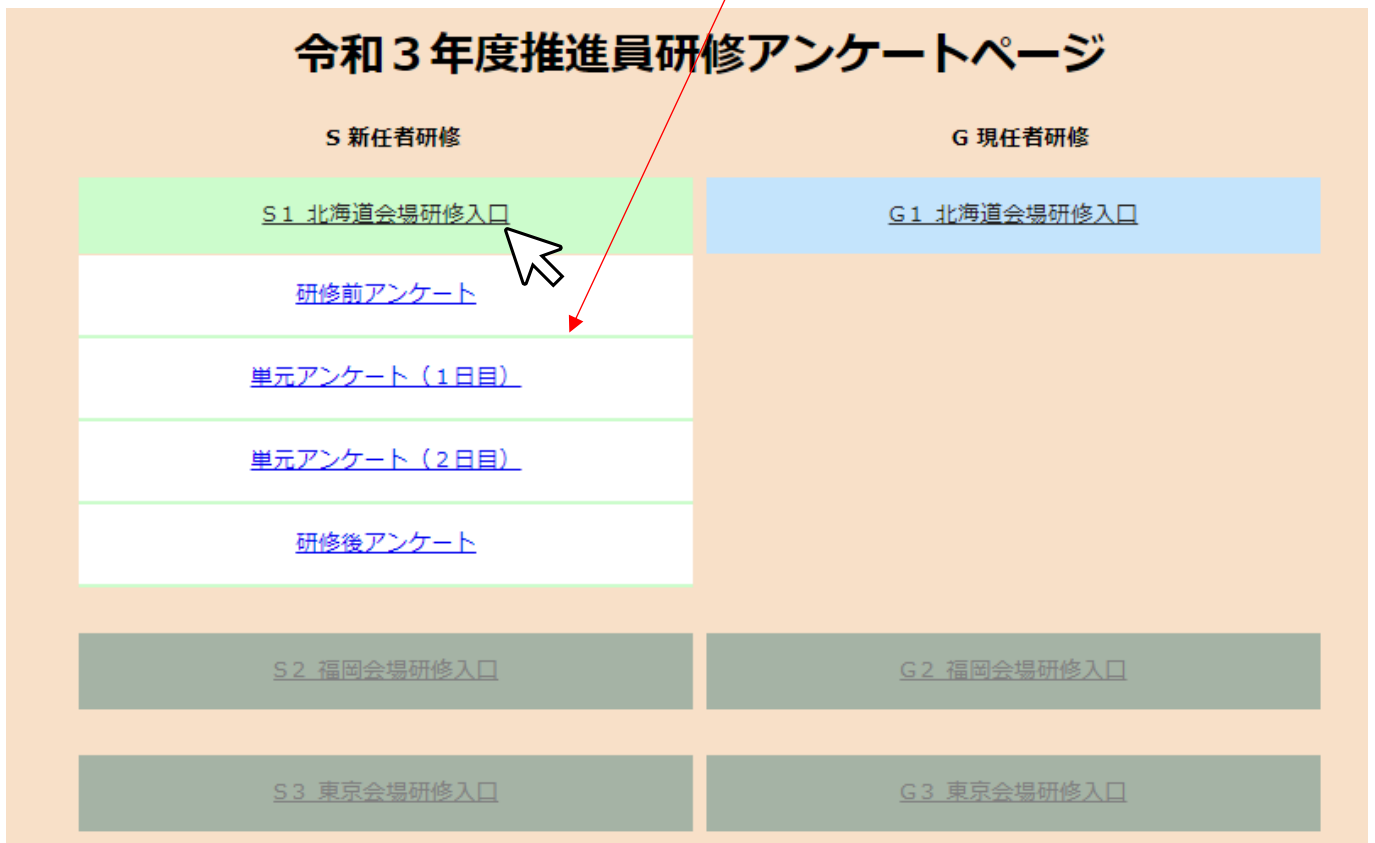 令和３年度推進員研修アンケートページ
S 新任者研修
G 現任者研修
S１ 北海道会場研修入口
G１ 北海道会場研修入口
研修前アンケート
単元アンケート（１日目）
単元アンケート（２日目）
研修後アンケート
S２ 福岡会場研修入口
G２ 福岡会場研修入口
S３ 東京会場研修入口
G３ 東京会場研修入口